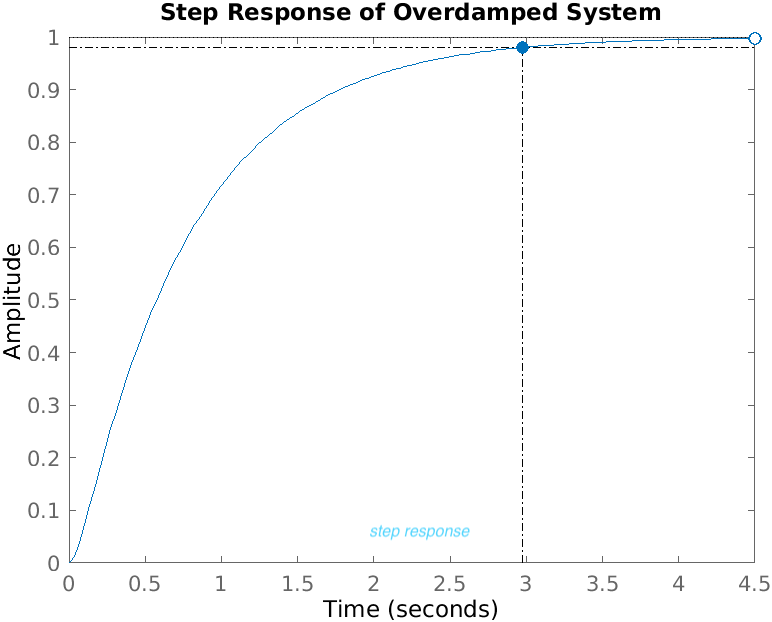 Step Response of Overdamped System
1
0.9
0.8
0.7
0.6
0.5
0.4
0.3
0.2
0.1
0
Amplitude
step response
0 0.5 1 1.5 2 2.5 3 3.5 4 4.5
Time (seconds)